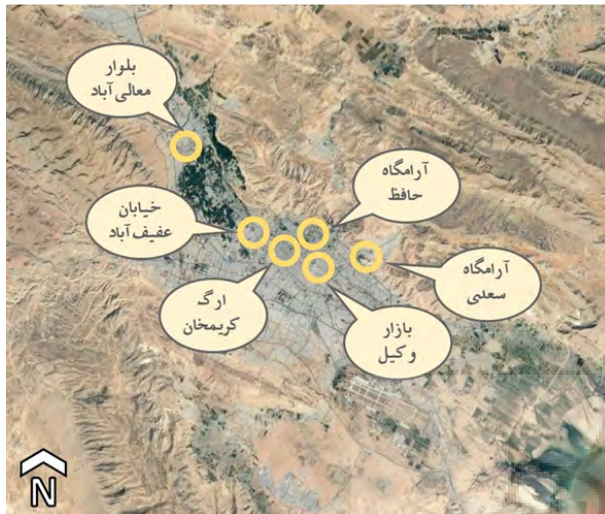 بلوار
معالی آباد
آرامگاه
حافظ
خیابان
عفیف آباد
آرامگاه
سعدی
ارگ
کریمخان
بازار
وکیل
N